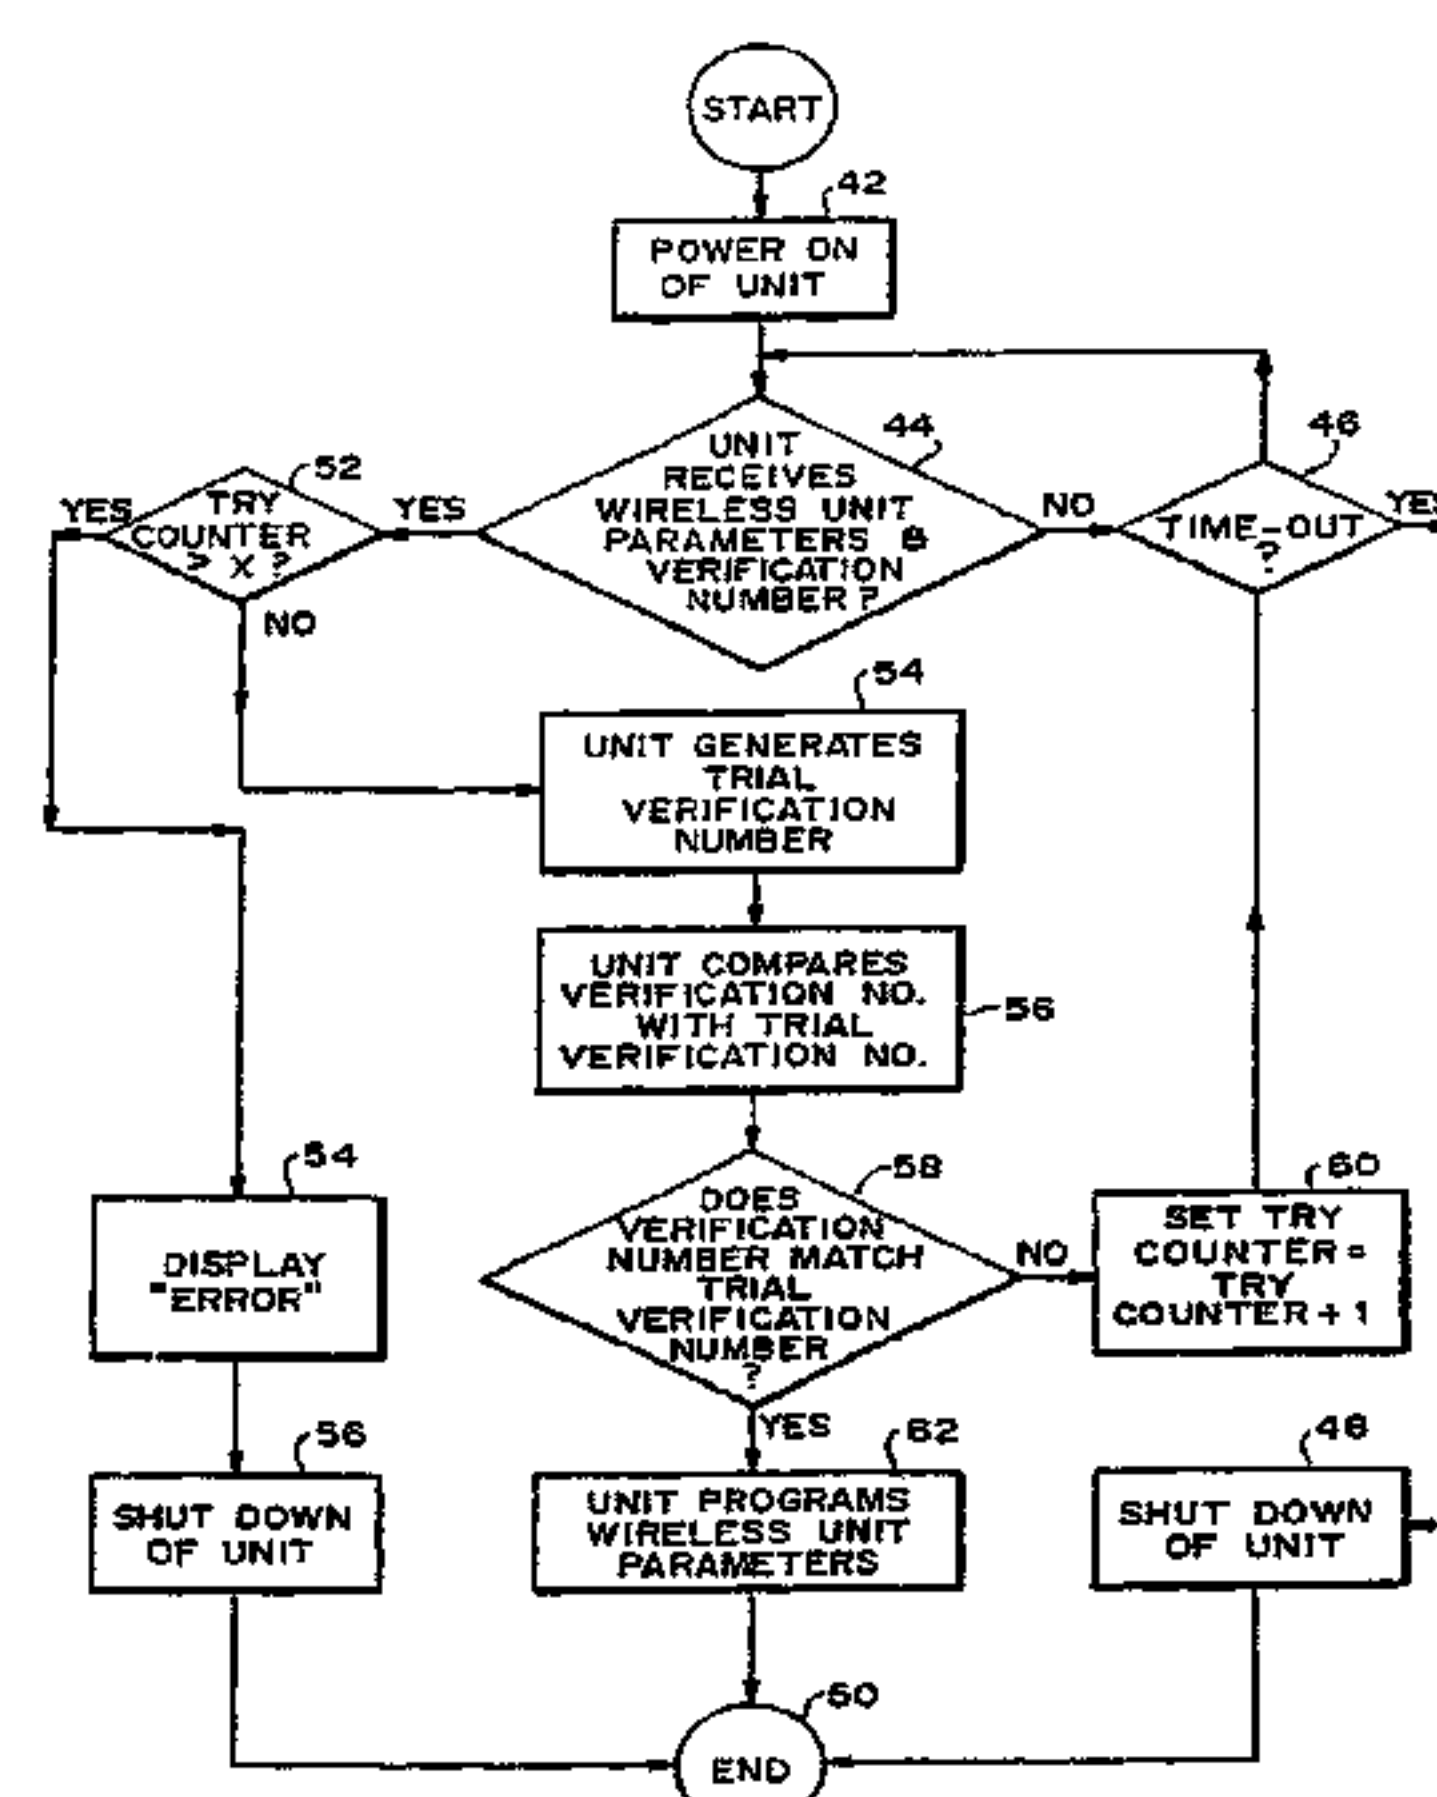 START
42
POWER ON
OF UNIT
44
UNIT
RECEIVES
WIRELESS UNIT
PARAMETERS &
VERIFICATION
NUMBER?
46
TIME-OUT
?
NO
YES
52
TRY
COUNTER
> X ?
YES
YES
NO
54
UNIT GENERATES
TRIAL
VERIFICATION
NUMBER
UNIT COMPARES
VERIFICATION NO.
WITH TRIAL
VERIFICATION NO.
56
54
DISPLAY
"ERROR"
58
DOES
VERIFICATION
NUMBER MATCH
TRIAL
VERIFICATION
NUMBER
?
NO
60
SET TRY
COUNTER=
TRY
COUNTER+1
YES
56
SHUT DOWN
OF UNIT
62
UNIT PROGRAMS
WIRELESS UNIT
PARAMETERS
48
SHUT DOWN
OF UNIT
50
END